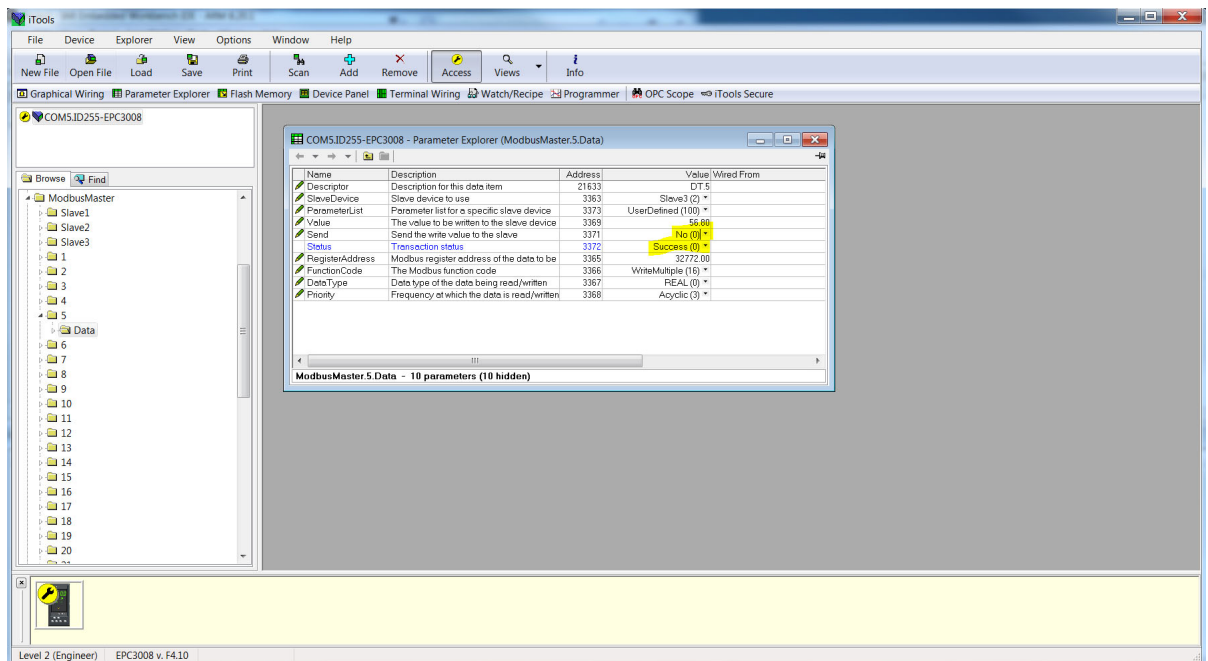 iTools
File Device Explorer View Options Window Help
New File Open File Load Save Print Scan Add Remove Access Views Info
Graphical Wiring Parameter Explorer Flash Memory Device Panel Terminal Wiring Watch/Recipe Programmer OPC Scope iTools Secure
COM5.ID255-EPC3008
Browse Find
ModbusMaster
Slave1
Slave2
Slave3
1
2
3
4
5
Data
6
7
8
9
10
11
12
13
14
15
16
17
18
19
20
COM5.ID255-EPC3008 - Parameter Explorer (ModbusMaster.5.Data)
Name Description Address Value Wired From
Descriptor Description for this data item 21633 DT.5
SlaveDevice Slave device to use 3363 Slave3 (2)
ParameterList Parameter list for a specific slave device 3373 UserDefined (100)
Value The value to be written to the slave device 3369 56.80
Send Send the write value to the slave 3371 No (0)
Status Transaction status 3372 Success (0)
RegisterAddress Modbus register address of the data to be 3365 32772.00
FunctionCode The Modbus function code 3366 WriteMultiple (16)
DataType Data type of the data being read/written 3367 REAL (0)
Priority Frequency at which the data is read/written 3368 Acyclic (3)
ModbusMaster.5.Data - 10 parameters (10 hidden)
Level 2 (Engineer) EPC3008 v. F4.10